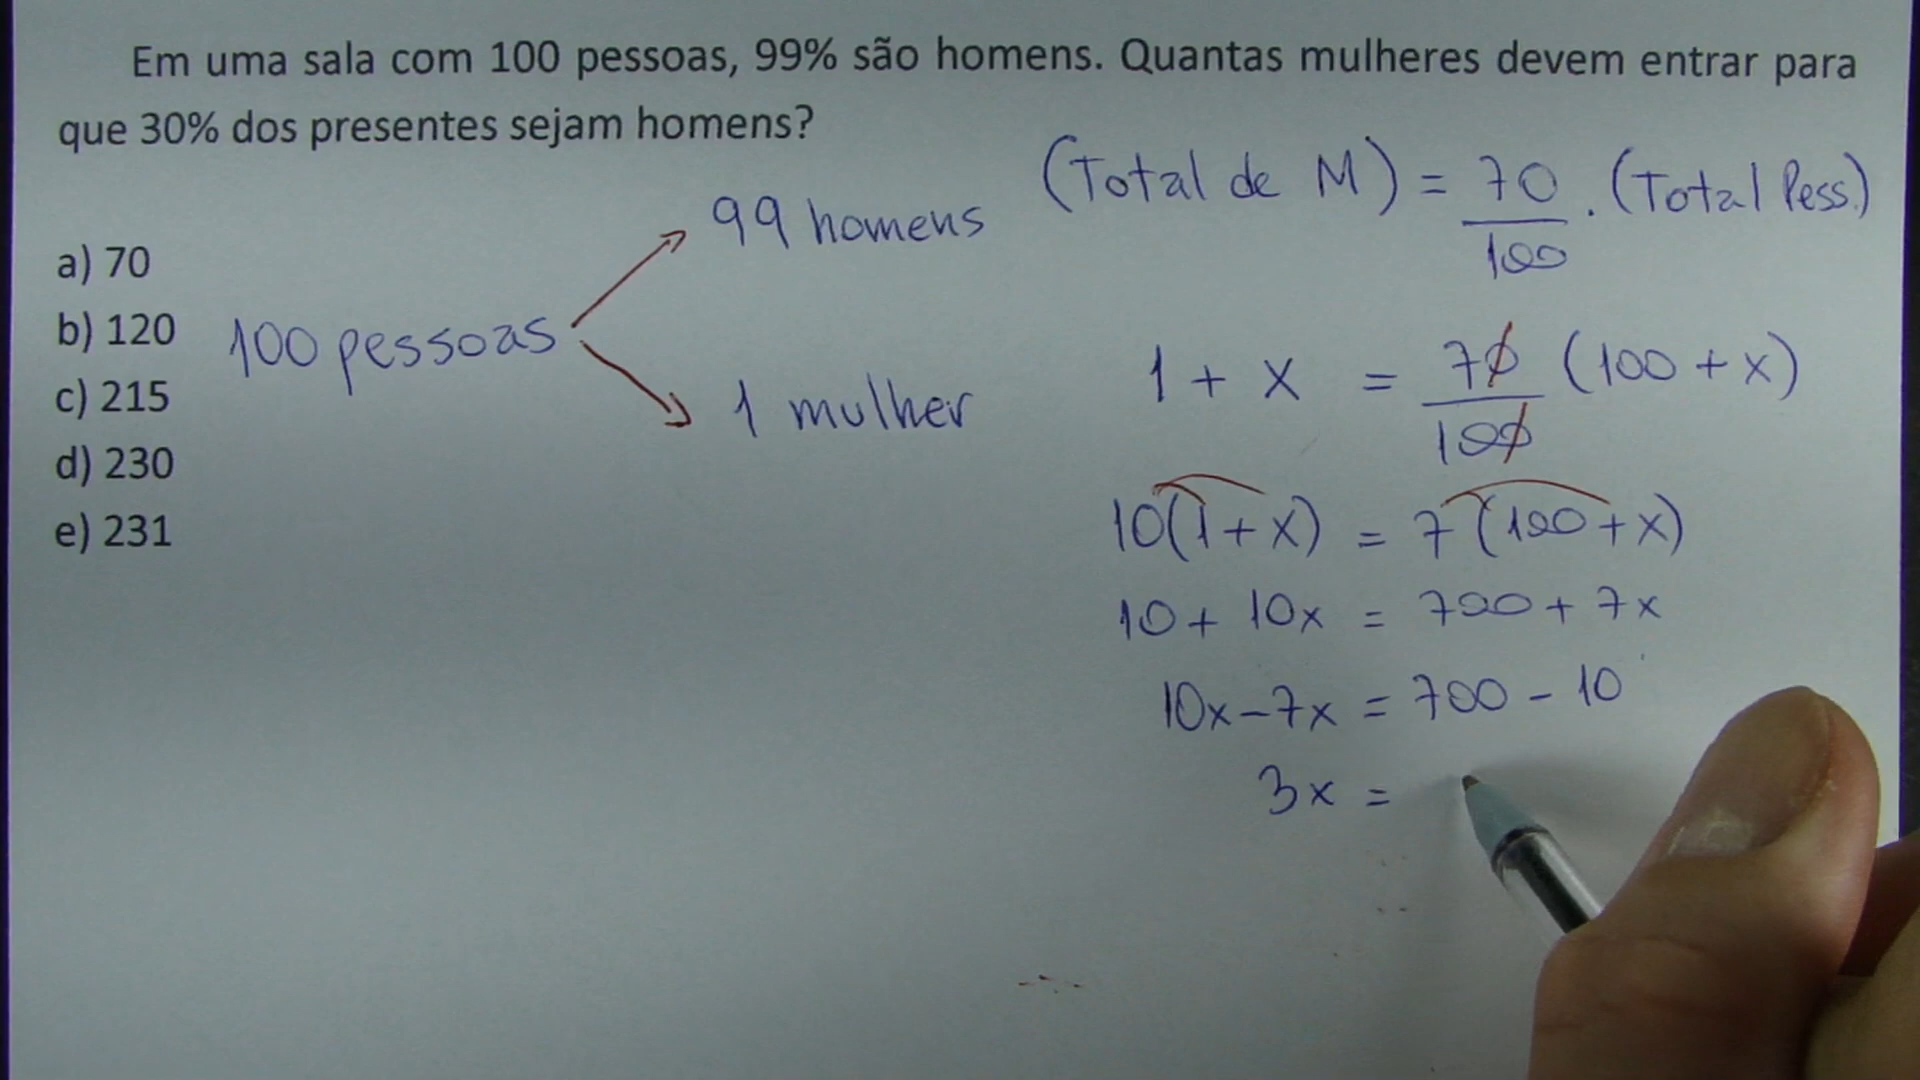 Em uma sala com 100 pessoas, 99% são homens. Quantas mulheres devem entrar para
que 30% dos presentes sejam homens?
a) 70
b) 120
c) 215
d) 230
e) 231
100 pessoas
99 homens
1 mulher
(Total de M) = 70/100 . (Total Pess.)
1 + x = 70/100 (100 + x)
10(1 + x) = 7 (100 + x)
10 + 10x = 700 + 7x
10x - 7x = 700 - 10
3x =